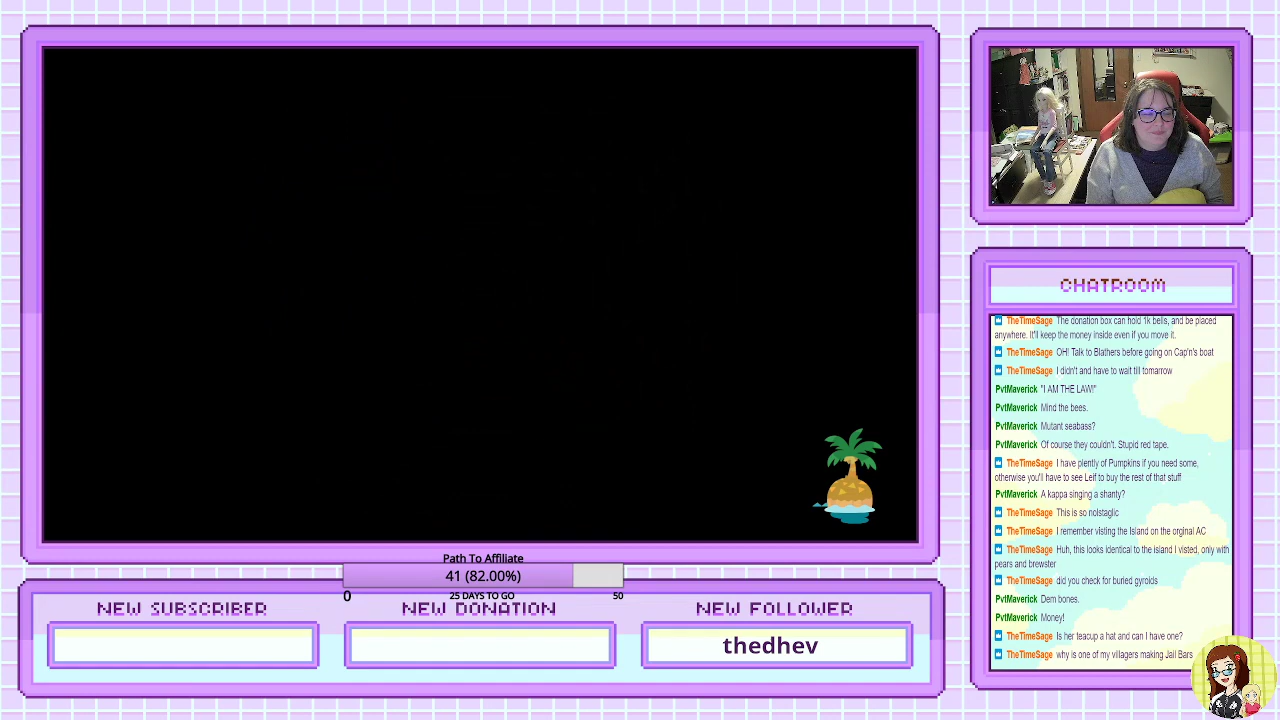 CHATROOM
TheTimeSage The donation box can hold 1k bells, and be placed
anywhere. It'll keep the money inside even if you move it.
TheTimeSage OH! Talk to Blathers before going on Cap'n's boat
TheTimeSage I didn't and have to wait till tomorrow
PvtMaverick "I AM THE LAW!"
PvtMaverick Mind the bees.
PvtMaverick Mutant seabass?
PvtMaverick Of course they couldn't. Stupid red tape.
TheTimeSage I have plently of Pumpkins if you need some,
otherwise you'll have to see Leif to buy the rest of that stuff
PvtMaverick A kappa singing a shanty?
TheTimeSage This is so nolstaglic
TheTimeSage I remember visting the Island on the orginal AC
TheTimeSage Huh, this looks identical to the island I visted, only with
pears and brewster
TheTimeSage did you check for buried gyroids
PvtMaverick Dem bones.
PvtMaverick Money!
TheTimeSage Is her teacup a hat and can I have one?
TheTimeSage why is one of my villagers making Jail Bars
Path To Affiliate
41 (82.00%)
0 25 DAYS TO GO 50
NEW SUBSCRIBER NEW DONATION NEW FOLLOWER
thedhev